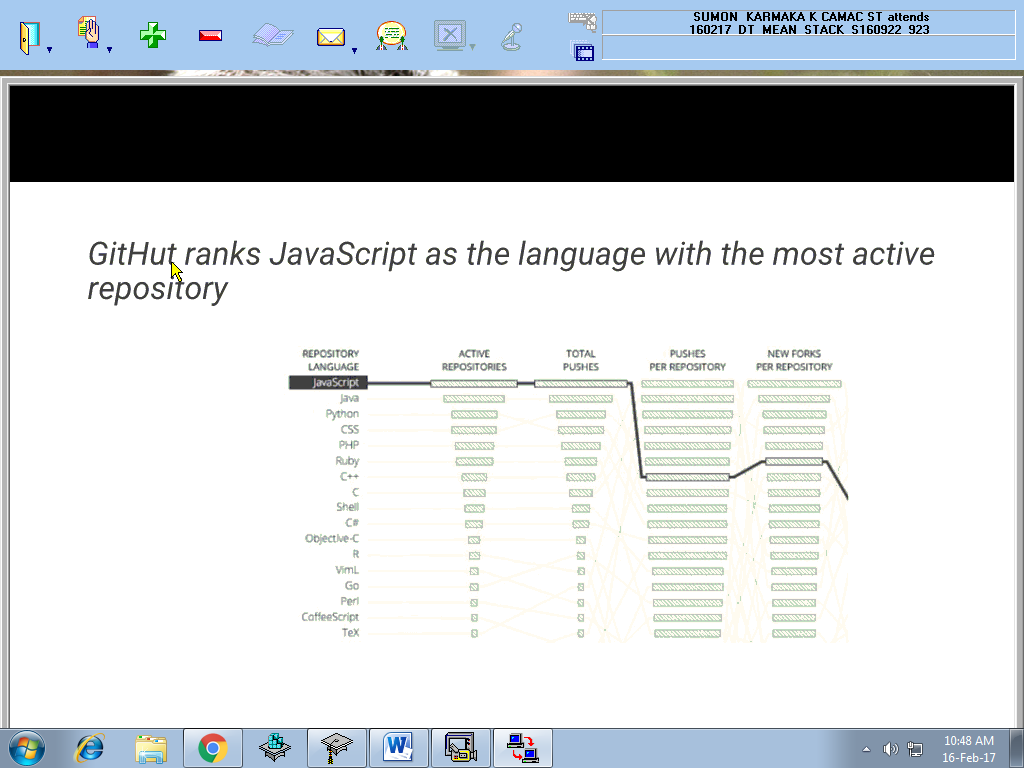 SUMON KARMAKA K CAMAC ST attends
160217 DT MEAN STACK S160922 923
GitHut ranks JavaScript as the language with the most active
repository
REPOSITORY
LANGUAGE
ACTIVE
REPOSITORIES
TOTAL
PUSHES
PUSHES
PER REPOSITORY
NEW FORKS
PER REPOSITORY
JavaScript
Java
Python
CSS
PHP
Ruby
C++
C
Shell
C#
Objective-C
R
VimL
Go
Perl
CoffeeScript
TeX
10:48 AM
16-Feb-17